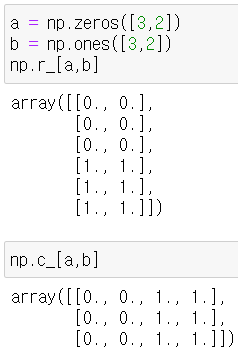 a = np.zeros([3,2])
b = np.ones([3,2])
np.r_[a,b]
array([[0., 0.],
       [0., 0.],
       [0., 0.],
       [1., 1.],
       [1., 1.],
       [1., 1.]])
np.c_[a,b]
array([[0., 0., 1., 1.],
       [0., 0., 1., 1.],
       [0., 0., 1., 1.]])